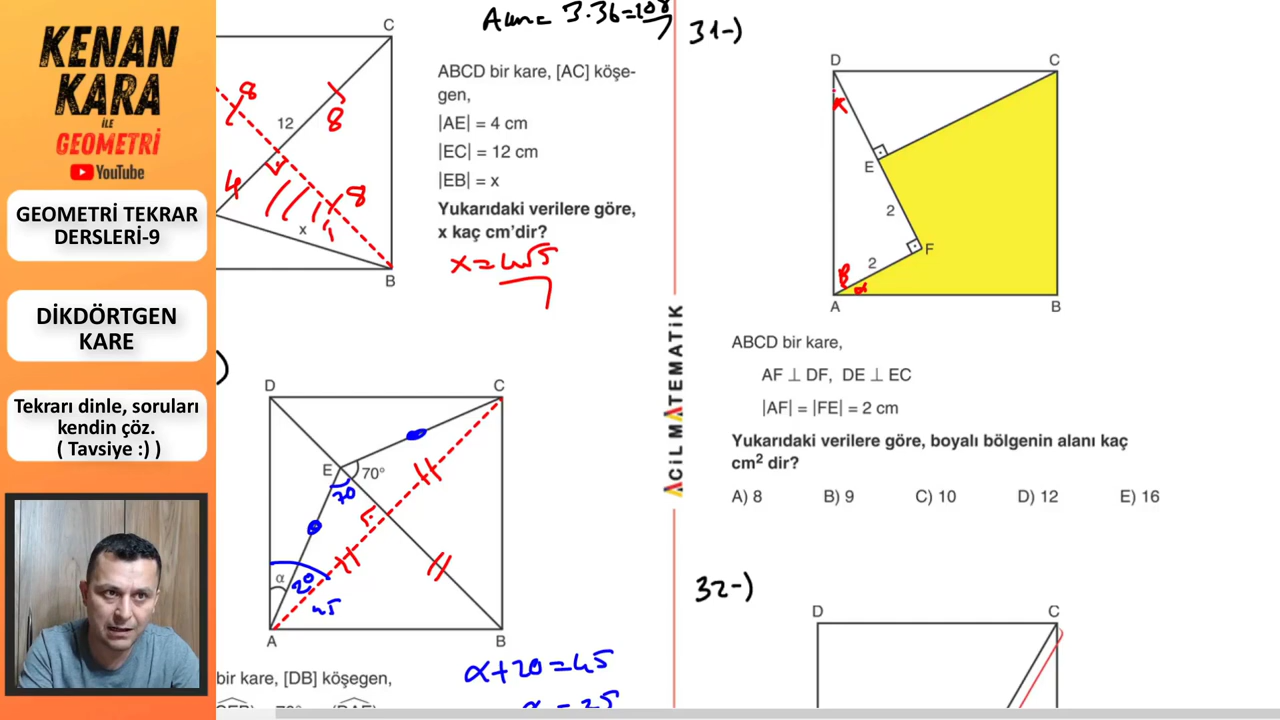 KENAN
KARA
İLE
GEOMETRİ
YouTube
GEOMETRİ TEKRAR
DERSLERİ-9
DİKDÖRTGEN
KARE
Tekrarı dinle, soruları
kendin çöz.
( Tavsiye :) )
Alan = 3.36=108
C
8
12
8
4
8
x
B
ABCD bir kare, [AC] köşe-
gen,
|AE| = 4 cm
|EC| = 12 cm
|EB| = x
Yukarıdaki verilere göre,
x kaç cm'dir?
x=4√5
)
D
C
E
70°
70
α
20
45
A
B
bir kare, [DB] köşegen,
α+20=45
ACİL MATEMATİK
31-)
D
C
α
E
2
F
2
β
α
A
B
ABCD bir kare,
AF ⊥ DF, DE ⊥ EC
|AF| = |FE| = 2 cm
Yukarıdaki verilere göre, boyalı bölgenin alanı kaç
cm² dir?
A) 8 B) 9 C) 10 D) 12 E) 16
32-)
D
C